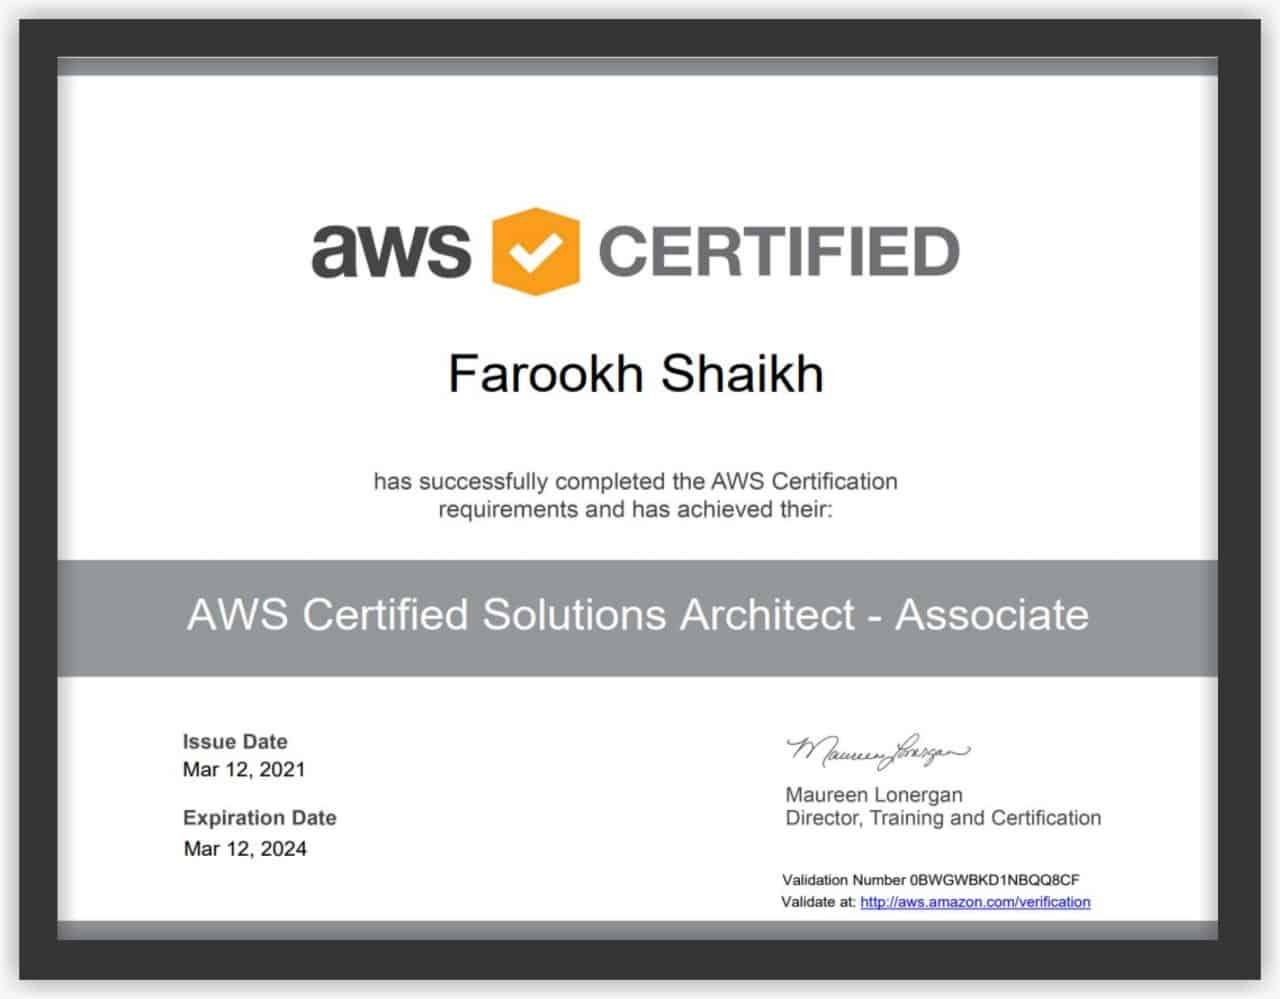 aws CERTIFIED
Farookh Shaikh
has successfully completed the AWS Certification
requirements and has achieved their:
AWS Certified Solutions Architect - Associate
Issue Date
Mar 12, 2021
Expiration Date
Mar 12, 2024
Maureen Lonergan
Maureen Lonergan
Director, Training and Certification
Validation Number 0BWGWBKD1NBQQ8CF
Validate at: http://aws.amazon.com/verification